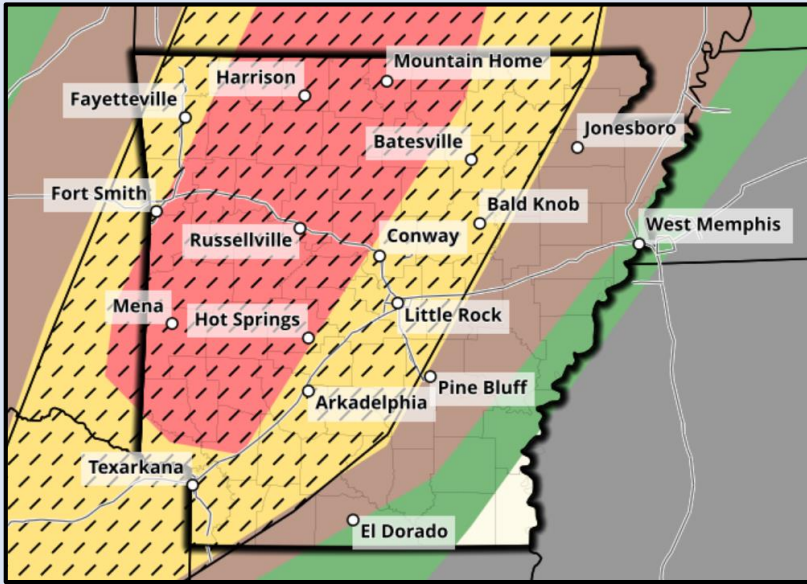 Mountain Home
Harrison
Fayetteville
Jonesboro
Batesville
Fort Smith
Bald Knob
West Memphis
Russellville
Conway
Mena
Hot Springs
Little Rock
Pine Bluff
Arkadelphia
Texarkana
El Dorado